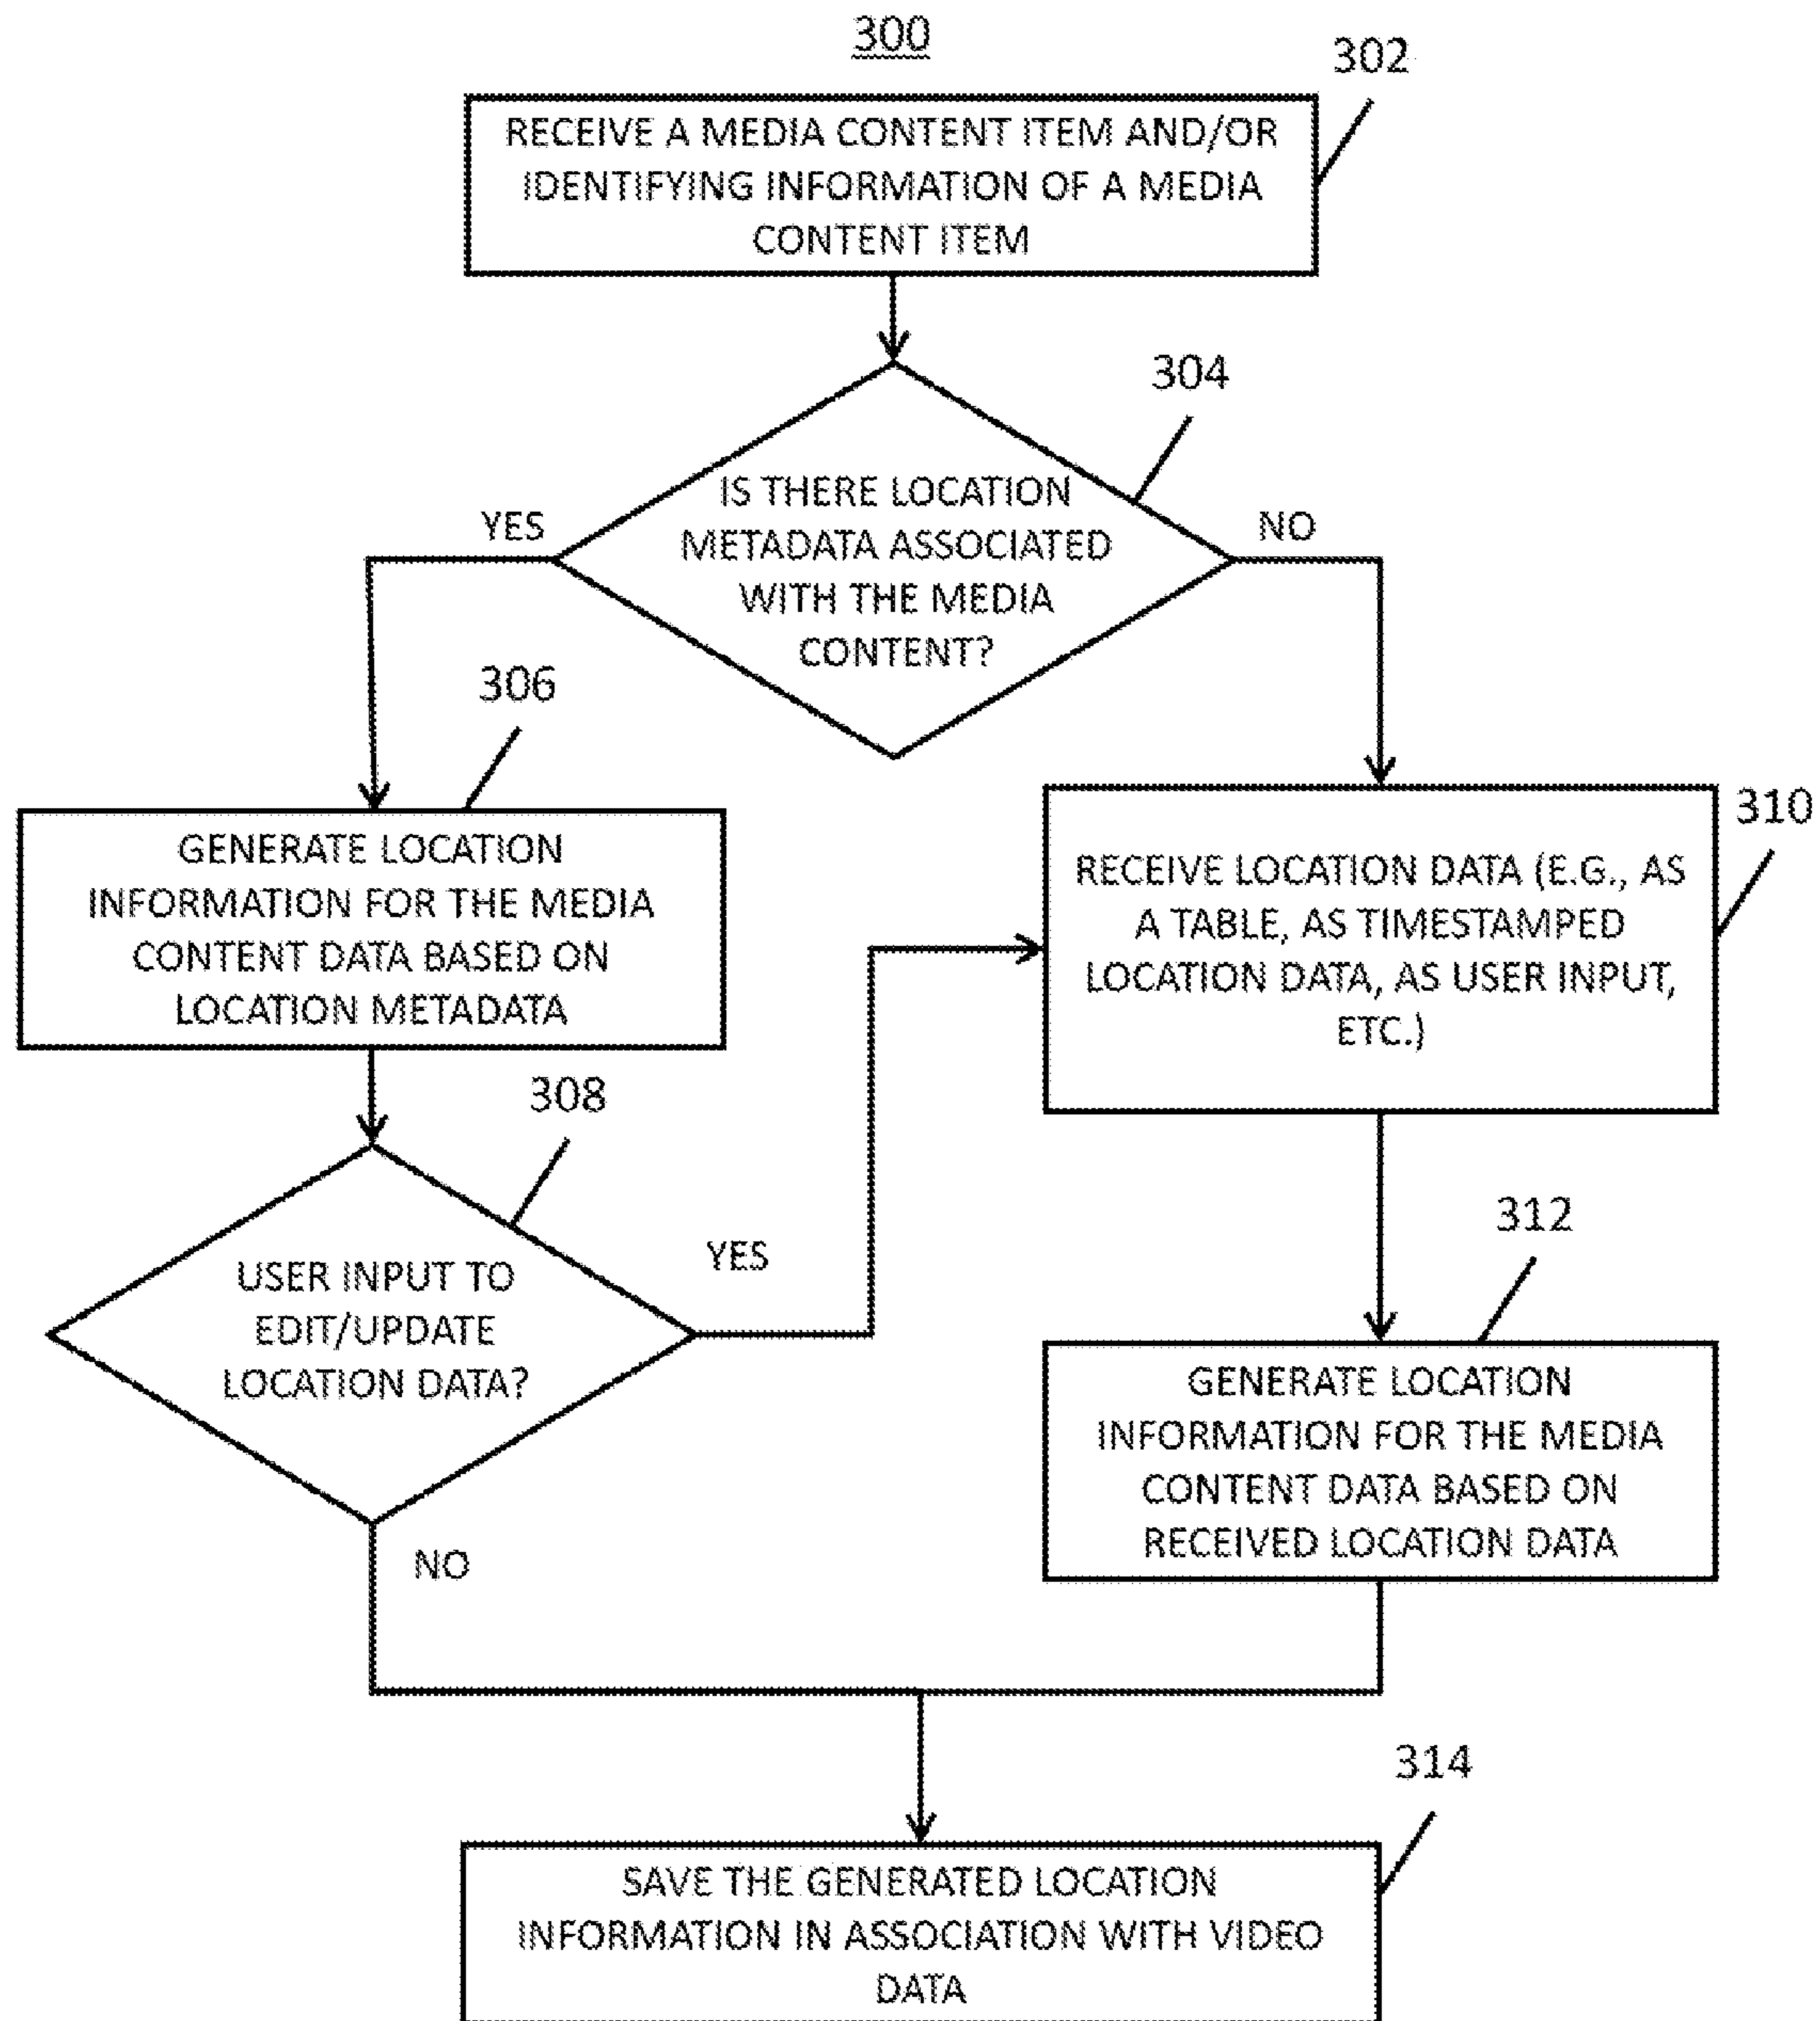 300
302
RECEIVE A MEDIA CONTENT ITEM AND/OR
IDENTIFYING INFORMATION OF A MEDIA
CONTENT ITEM
304
IS THERE LOCATION
METADATA ASSOCIATED
WITH THE MEDIA
CONTENT?
YES
NO
306
GENERATE LOCATION
INFORMATION FOR THE MEDIA
CONTENT DATA BASED ON
LOCATION METADATA
310
RECEIVE LOCATION DATA (E.G., AS
A TABLE, AS TIMESTAMPED
LOCATION DATA, AS USER INPUT,
ETC.)
308
USER INPUT TO
EDIT/UPDATE
LOCATION DATA?
YES
NO
312
GENERATE LOCATION
INFORMATION FOR THE MEDIA
CONTENT DATA BASED ON
RECEIVED LOCATION DATA
314
SAVE THE GENERATED LOCATION
INFORMATION IN ASSOCIATION WITH VIDEO
DATA